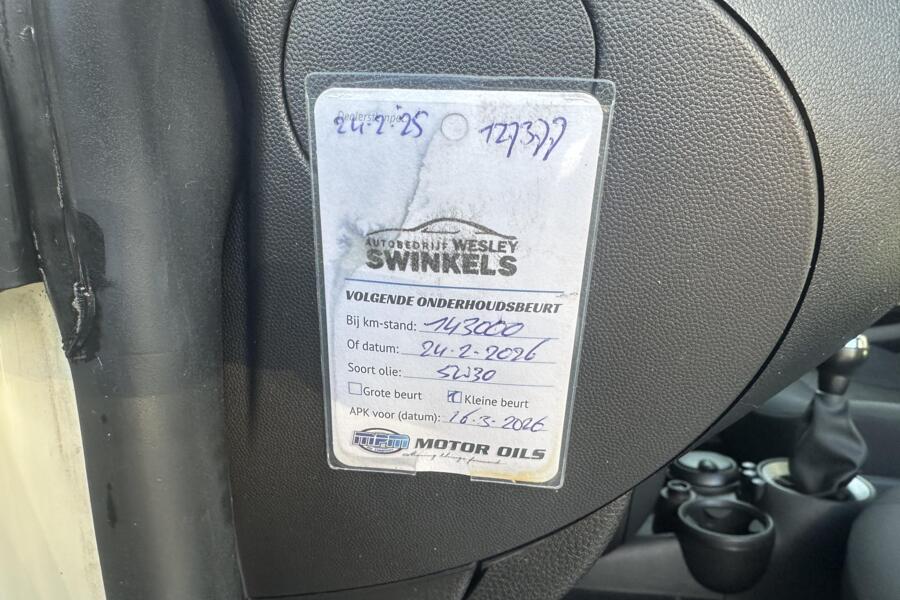 Dealerstempel
24-2-25 127377
AUTOBEDRIJF WESLEY
SWINKELS
VOLGENDE ONDERHOUDSBEURT
Bij km-stand: 143000
Of datum: 24-2-2026
Soort olie: 5W30
Grote beurt Kleine beurt
APK voor (datum): 16-3-2026
MPM MOTOR OILS